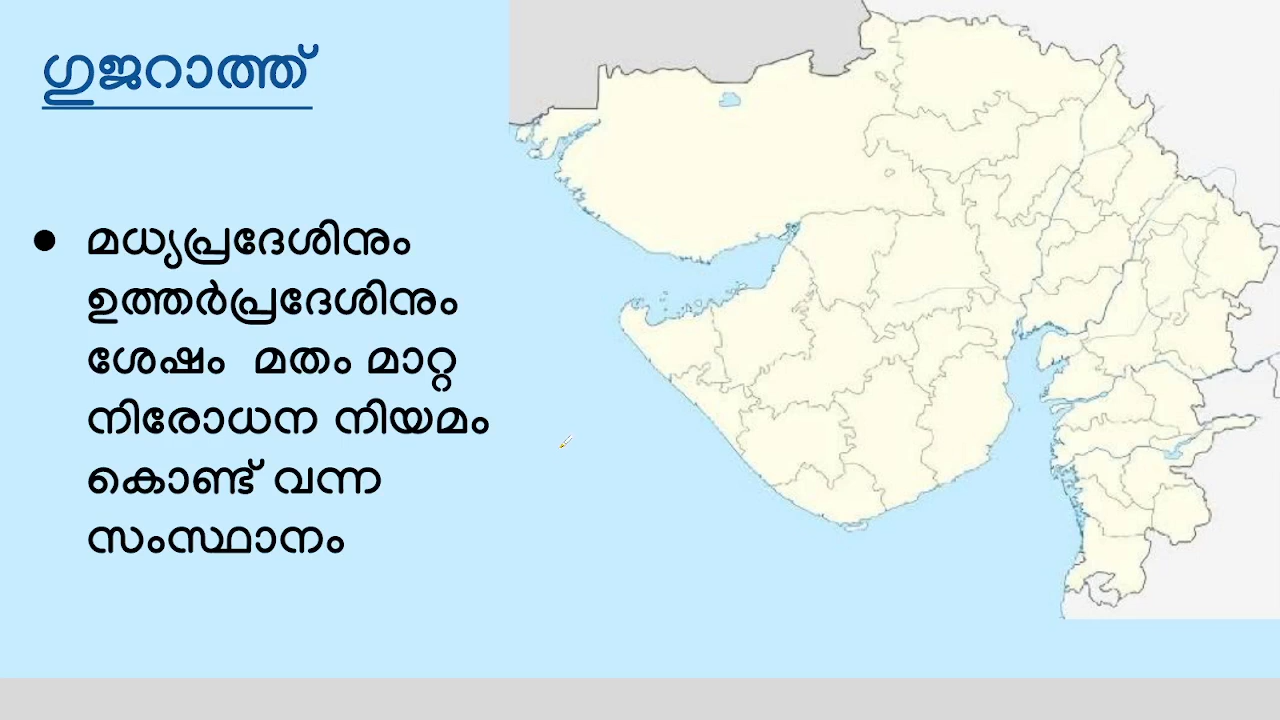 ഗുജറാത്ത്
● മധ്യപ്രദേശിനും
ഉത്തർപ്രദേശിനും
ശേഷം മതം മാറ്റ
നിരോധന നിയമം
കൊണ്ട് വന്ന
സംസ്ഥാനം